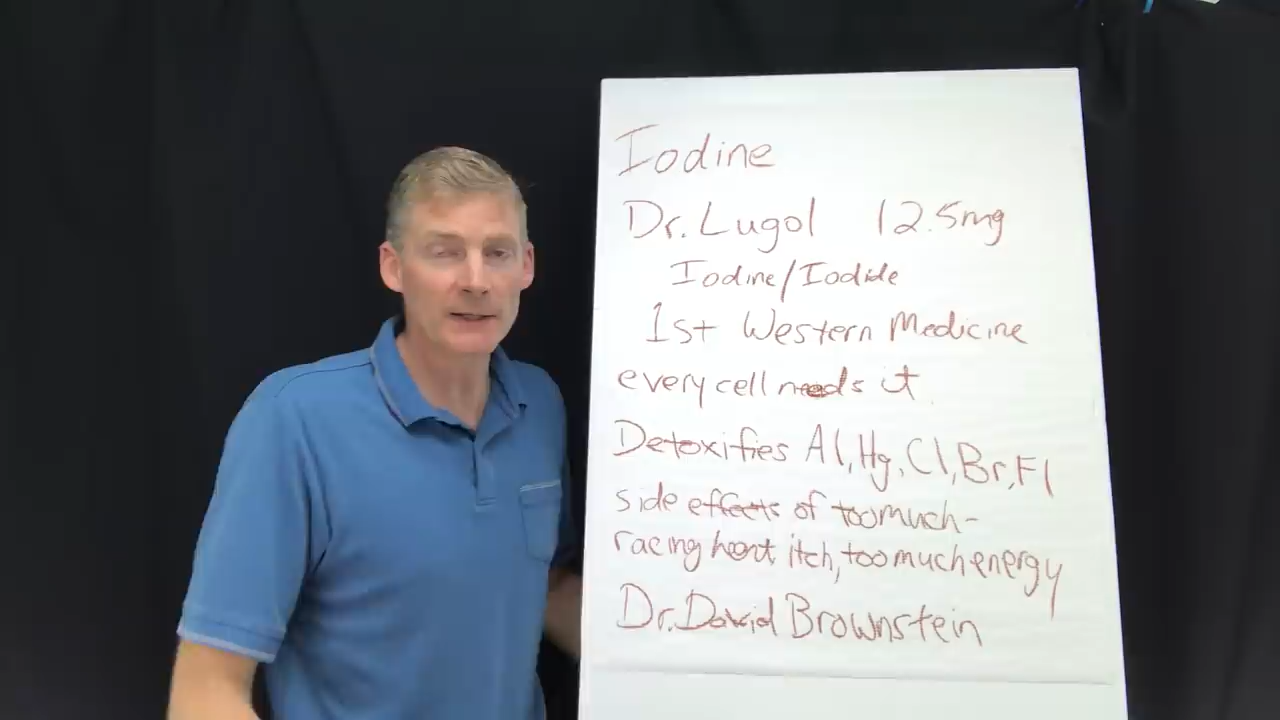 Iodine
Dr. Lugol 12.5mg
Iodine/Iodide
1st Western Medicine
every cell needs it
Detoxifies Al, Hg, Cl, Br, Fl
side effects of too much-
racing heart itch, too much energy
Dr. David Brownstein